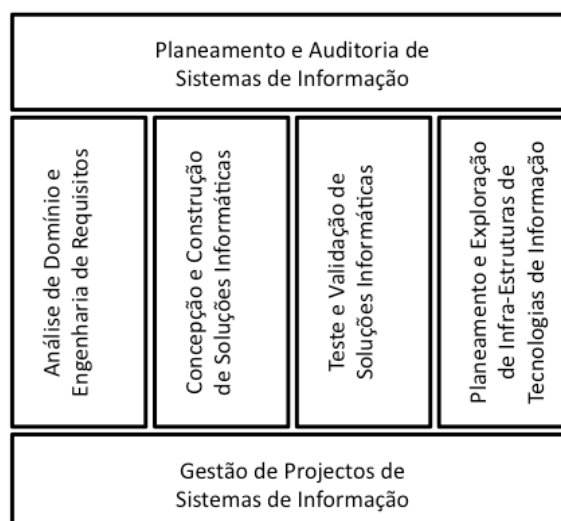 Planeamento e Auditoria de
Sistemas de Informação
Análise de Domínio e
Engenharia de Requisitos
Concepção e Construção
de Soluções Informáticas
Teste e Validação de
Soluções Informáticas
Planeamento e Exploração
de Infra-Estruturas de
Tecnologias de Informação
Gestão de Projectos de
Sistemas de Informação